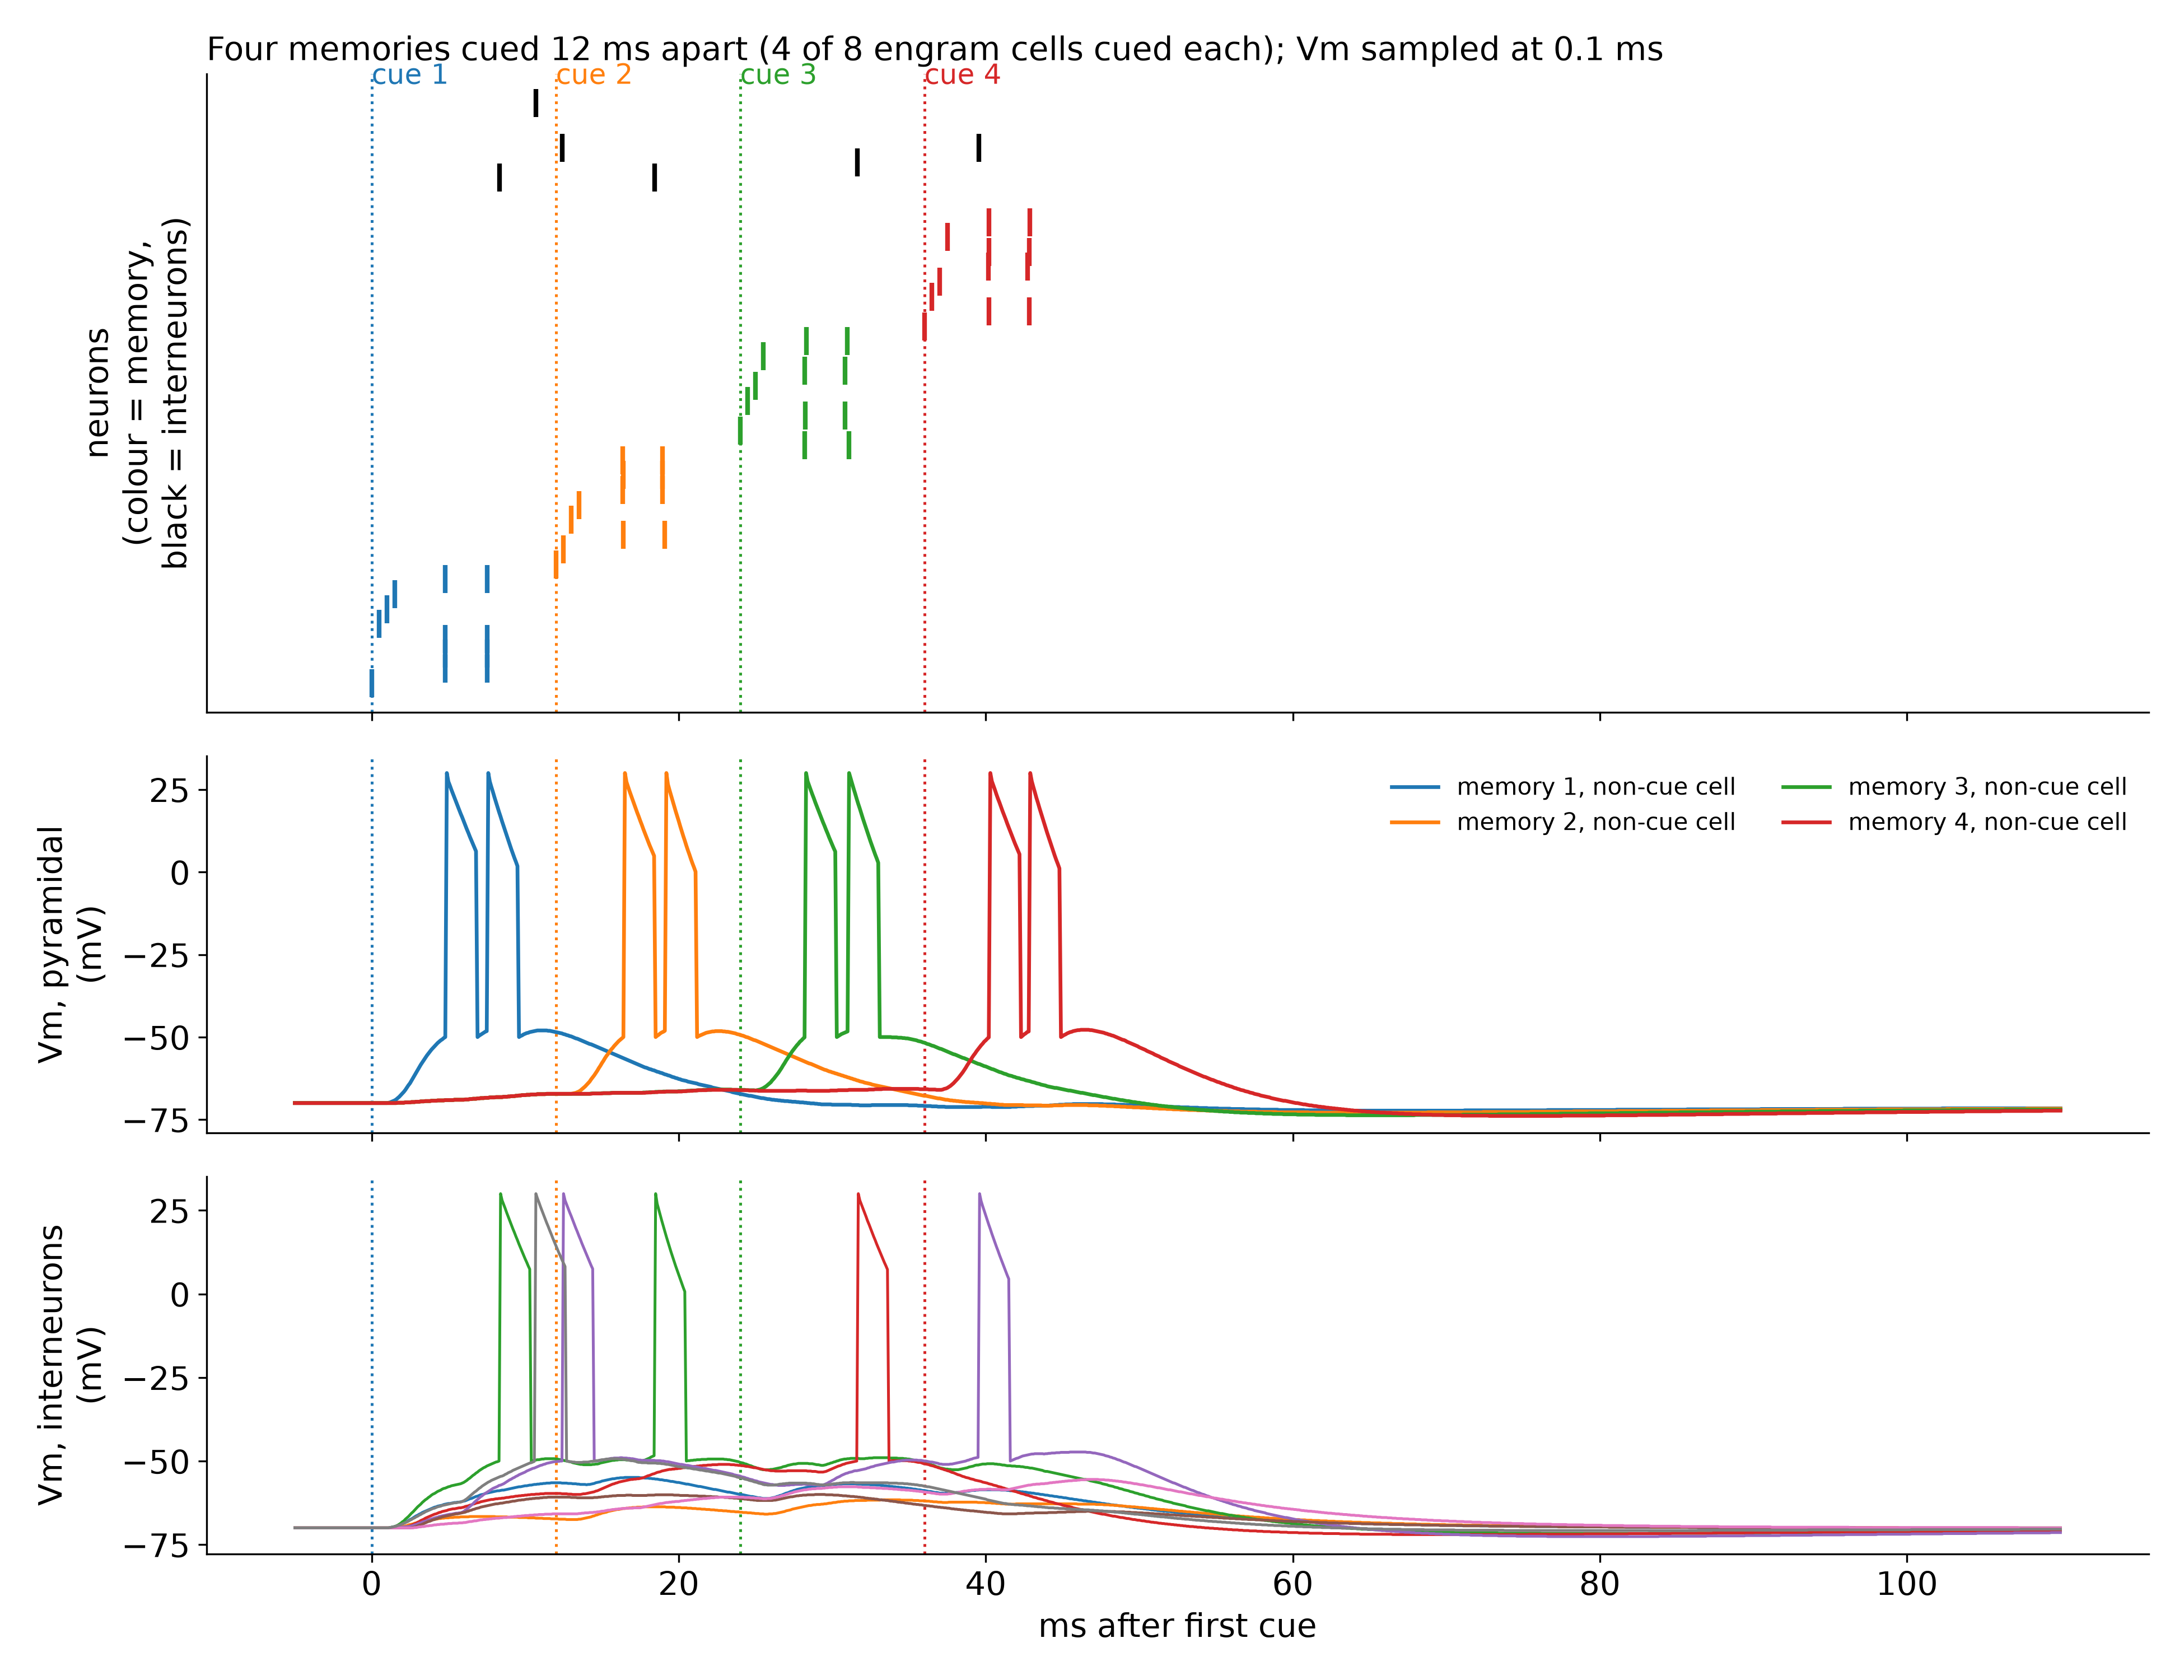 Four memories cued 12 ms apart (4 of 8 engram cells cued each); Vm sampled at 0.1 ms
cue 1
cue 2
cue 3
cue 4
neurons
(colour = memory,
black = interneurons)
25
0
−25
−50
−75
Vm, pyramidal
(mV)
memory 1, non-cue cell
memory 2, non-cue cell
memory 3, non-cue cell
memory 4, non-cue cell
25
0
−25
−50
−75
Vm, interneurons
(mV)
0
20
40
60
80
100
ms after first cue